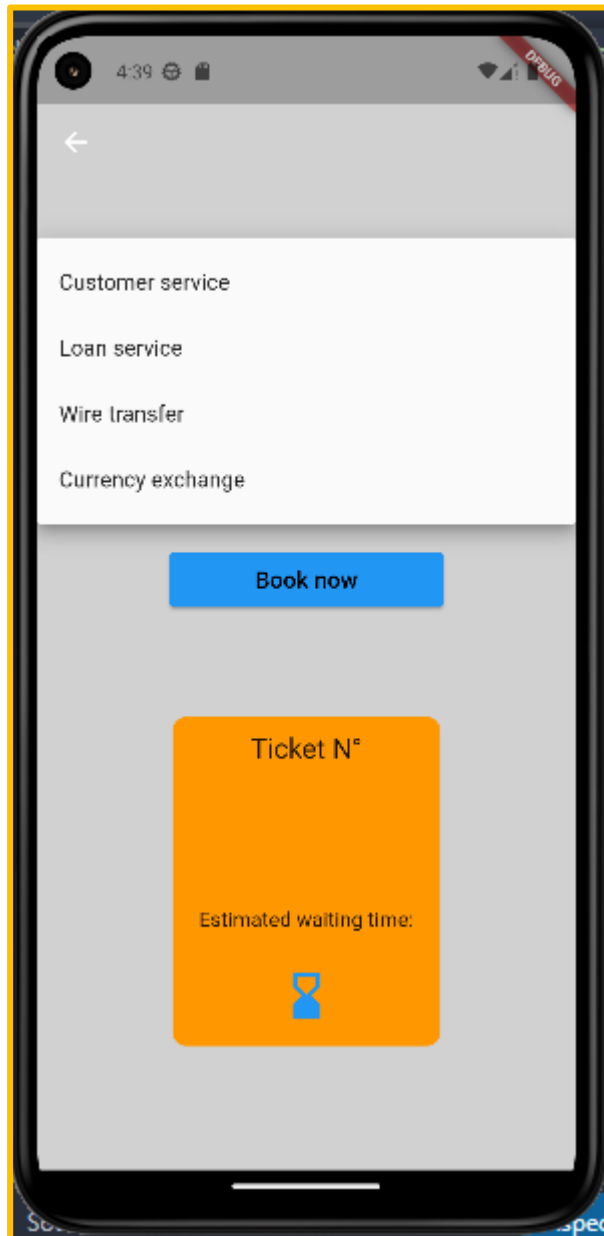 4:39
DEBUG
Customer service
Loan service
Wire transfer
Currency exchange
Book now
Ticket N°
Estimated waiting time: